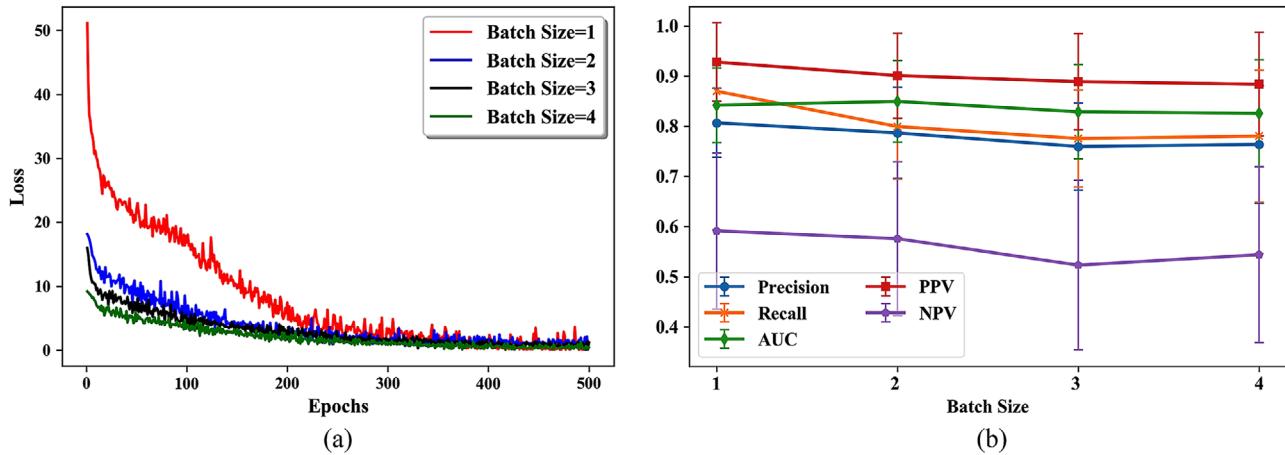 50
40
30
20
10
0
Loss
0 100 200 300 400 500
Epochs
Batch Size=1
Batch Size=2
Batch Size=3
Batch Size=4
(a)
1.0
0.9
0.8
0.7
0.6
0.5
0.4
Precision
Recall
AUC
PPV
NPV
1 2 3 4
Batch Size
(b)